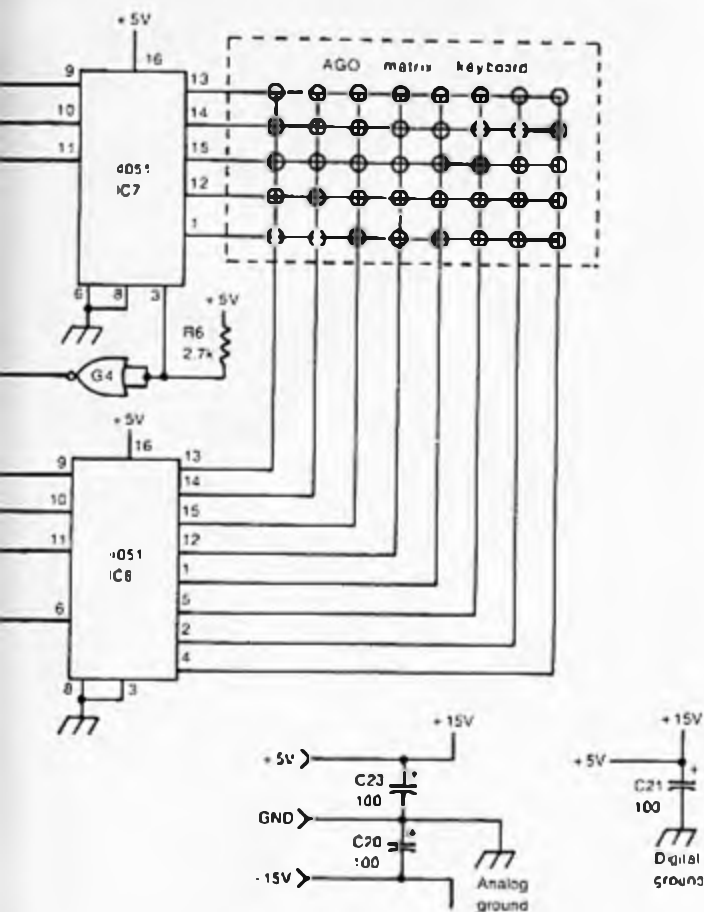 +5V
16
AGO matrix keyboard
9
13
10
14
11
15
4051
IC7
12
1
6
8
3
+5V
R6
2.7k
G4
+5V
16
9
13
14
10
15
11
12
4051
IC8
1
5
6
2
4
8
3
+15V
+15V
+5V
+5V
C23
100
+
C21
100
+
GND
C20
100
+
-15V
Analog
ground
Digital
ground